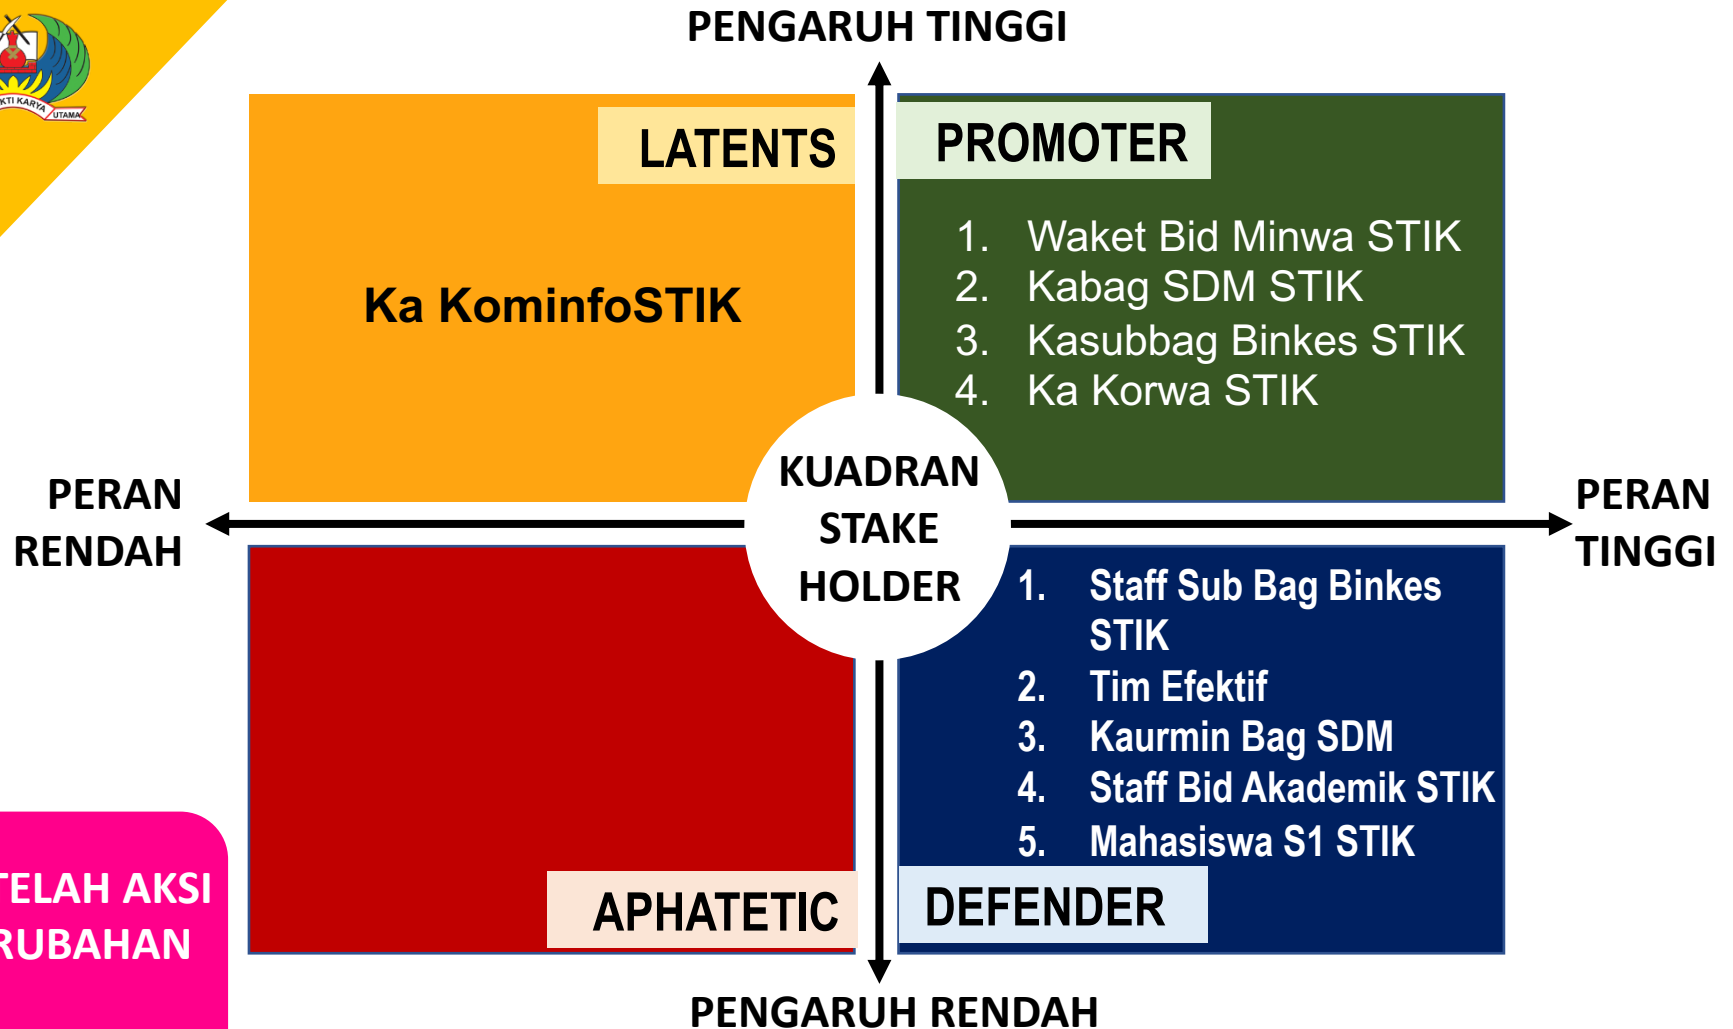 KTI KARYA
UTAMA
PENGARUH TINGGI
LATENTS
Ka KominfoSTIK
PROMOTER
1. Waket Bid Minwa STIK
2. Kabag SDM STIK
3. Kasubbag Binkes STIK
4. Ka Korwa STIK
PERAN
RENDAH
KUADRAN
STAKE
HOLDER
PERAN
TINGGI
1. Staff Sub Bag Binkes
STIK
2. Tim Efektif
3. Kaurmin Bag SDM
4. Staff Bid Akademik STIK
5. Mahasiswa S1 STIK
APHATETIC
DEFENDER
TELAH AKSI
RUBAHAN
PENGARUH RENDAH